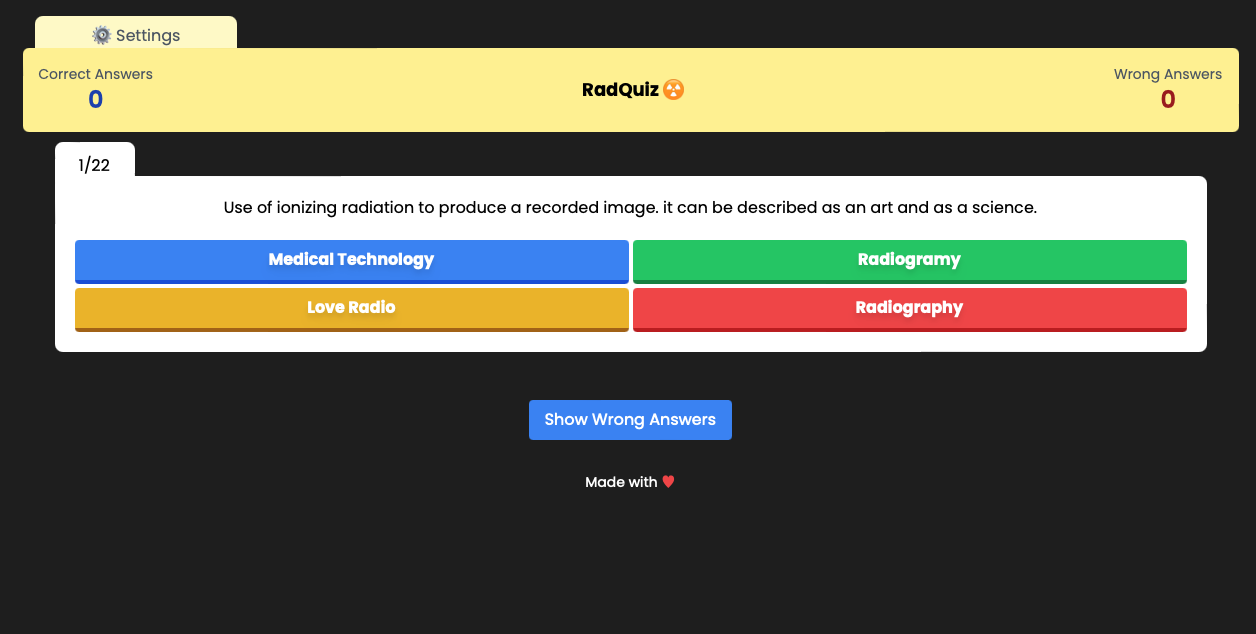 Settings
Correct Answers
0
RadQuiz
Wrong Answers
0
1/22
Use of ionizing radiation to produce a recorded image. it can be described as an art and as a science.
Medical Technology
Radiogramy
Love Radio
Radiography
Show Wrong Answers
Made with